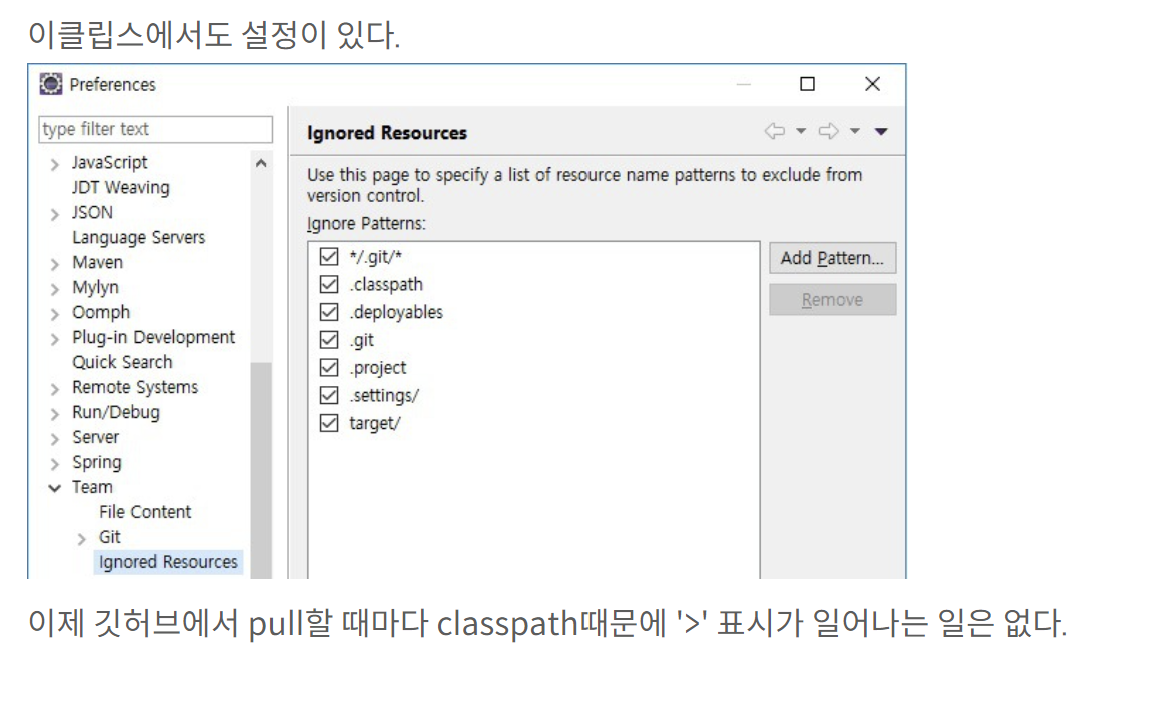 이클립스에서도 설정이 있다.
Preferences
type filter text
JavaScript
JDT Weaving
JSON
Language Servers
Maven
Mylyn
Oomph
Plug-in Development
Quick Search
Remote Systems
Run/Debug
Server
Spring
Team
File Content
Git
Ignored Resources
Ignored Resources
Use this page to specify a list of resource name patterns to exclude from
version control.
Ignore Patterns:
*/.git/*
.classpath
.deployables
.git
.project
.settings/
target/
Add Pattern...
Remove
이제 깃허브에서 pull할 때마다 classpath때문에 '>' 표시가 일어나는 일은 없다.